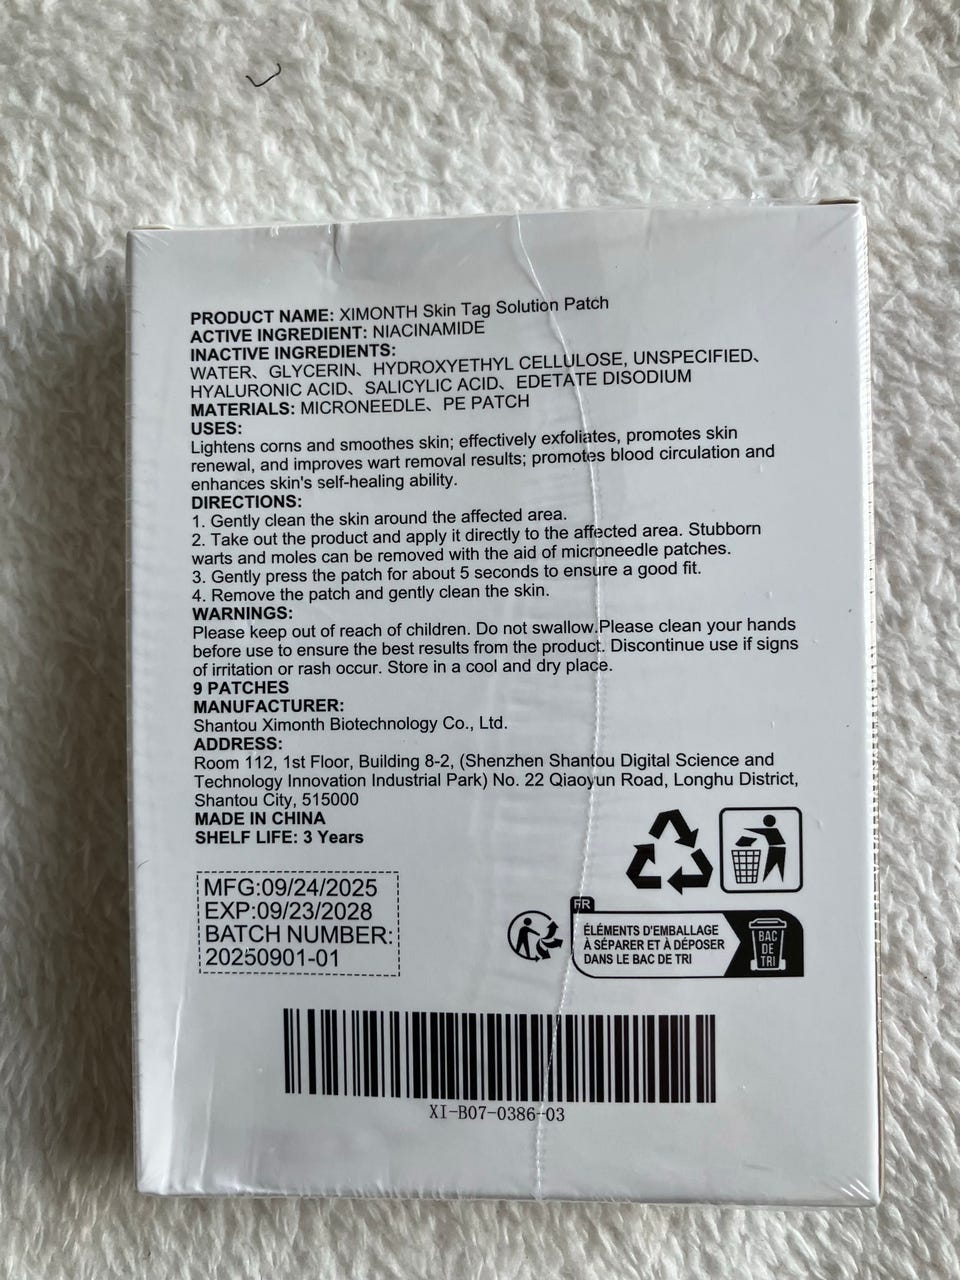 PRODUCT NAME: XIMONTH Skin Tag Solution Patch
ACTIVE INGREDIENT: NIACINAMIDE
INACTIVE INGREDIENTS:
WATER、GLYCERIN、HYDROXYETHYL CELLULOSE, UNSPECIFIED、
HYALURONIC ACID、SALICYLIC ACID、EDETATE DISODIUM
MATERIALS: MICRONEEDLE、PE PATCH
USES:
Lightens corns and smoothes skin; effectively exfoliates, promotes skin
renewal, and improves wart removal results; promotes blood circulation and
enhances skin's self-healing ability.
DIRECTIONS:
1. Gently clean the skin around the affected area.
2. Take out the product and apply it directly to the affected area. Stubborn
warts and moles can be removed with the aid of microneedle patches.
3. Gently press the patch for about 5 seconds to ensure a good fit.
4. Remove the patch and gently clean the skin.
WARNINGS:
Please keep out of reach of children. Do not swallow.Please clean your hands
before use to ensure the best results from the product. Discontinue use if signs
of irritation or rash occur. Store in a cool and dry place.
9 PATCHES
MANUFACTURER:
Shantou Ximonth Biotechnology Co., Ltd.
ADDRESS:
Room 112, 1st Floor, Building 8-2, (Shenzhen Shantou Digital Science and
Technology Innovation Industrial Park) No. 22 Qiaoyun Road, Longhu District,
Shantou City, 515000
MADE IN CHINA
SHELF LIFE: 3 Years
MFG:09/24/2025
EXP:09/23/2028
BATCH NUMBER:
20250901-01
FR
ÉLÉMENTS D'EMBALLAGE
À SÉPARER ET À DÉPOSER
DANS LE BAC DE TRI
BAC
DE
TRI
XI-B07-0386-03